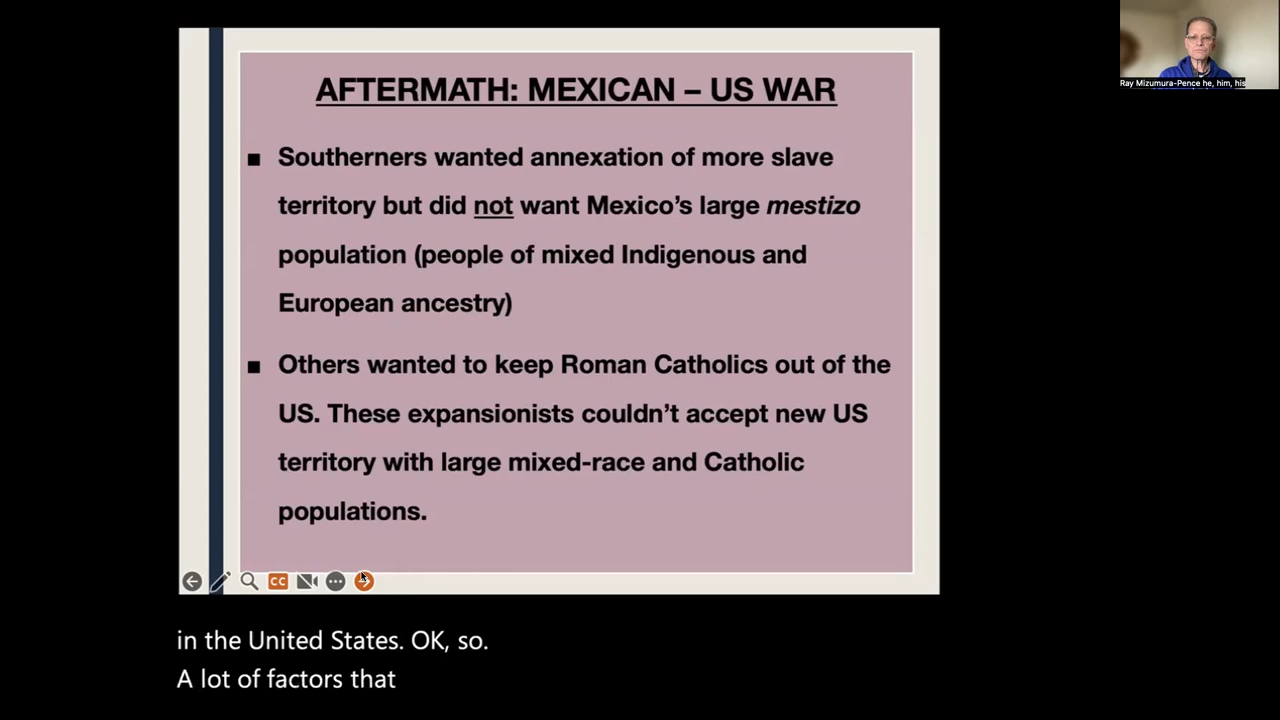 AFTERMATH: MEXICAN – US WAR
■ Southerners wanted annexation of more slave
territory but did not want Mexico's large mestizo
population (people of mixed Indigenous and
European ancestry)
■ Others wanted to keep Roman Catholics out of the
US. These expansionists couldn't accept new US
territory with large mixed-race and Catholic
populations.
CC
in the United States. OK, so.
A lot of factors that
Ray Mizumura-Pence he, him, his